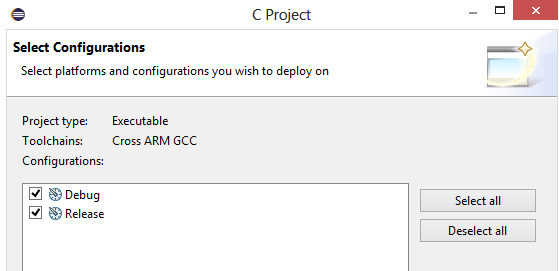 C Project
Select Configurations
Select platforms and configurations you wish to deploy on
Project type: Executable
Toolchains: Cross ARM GCC
Configurations:
Debug
Release
Select all
Deselect all